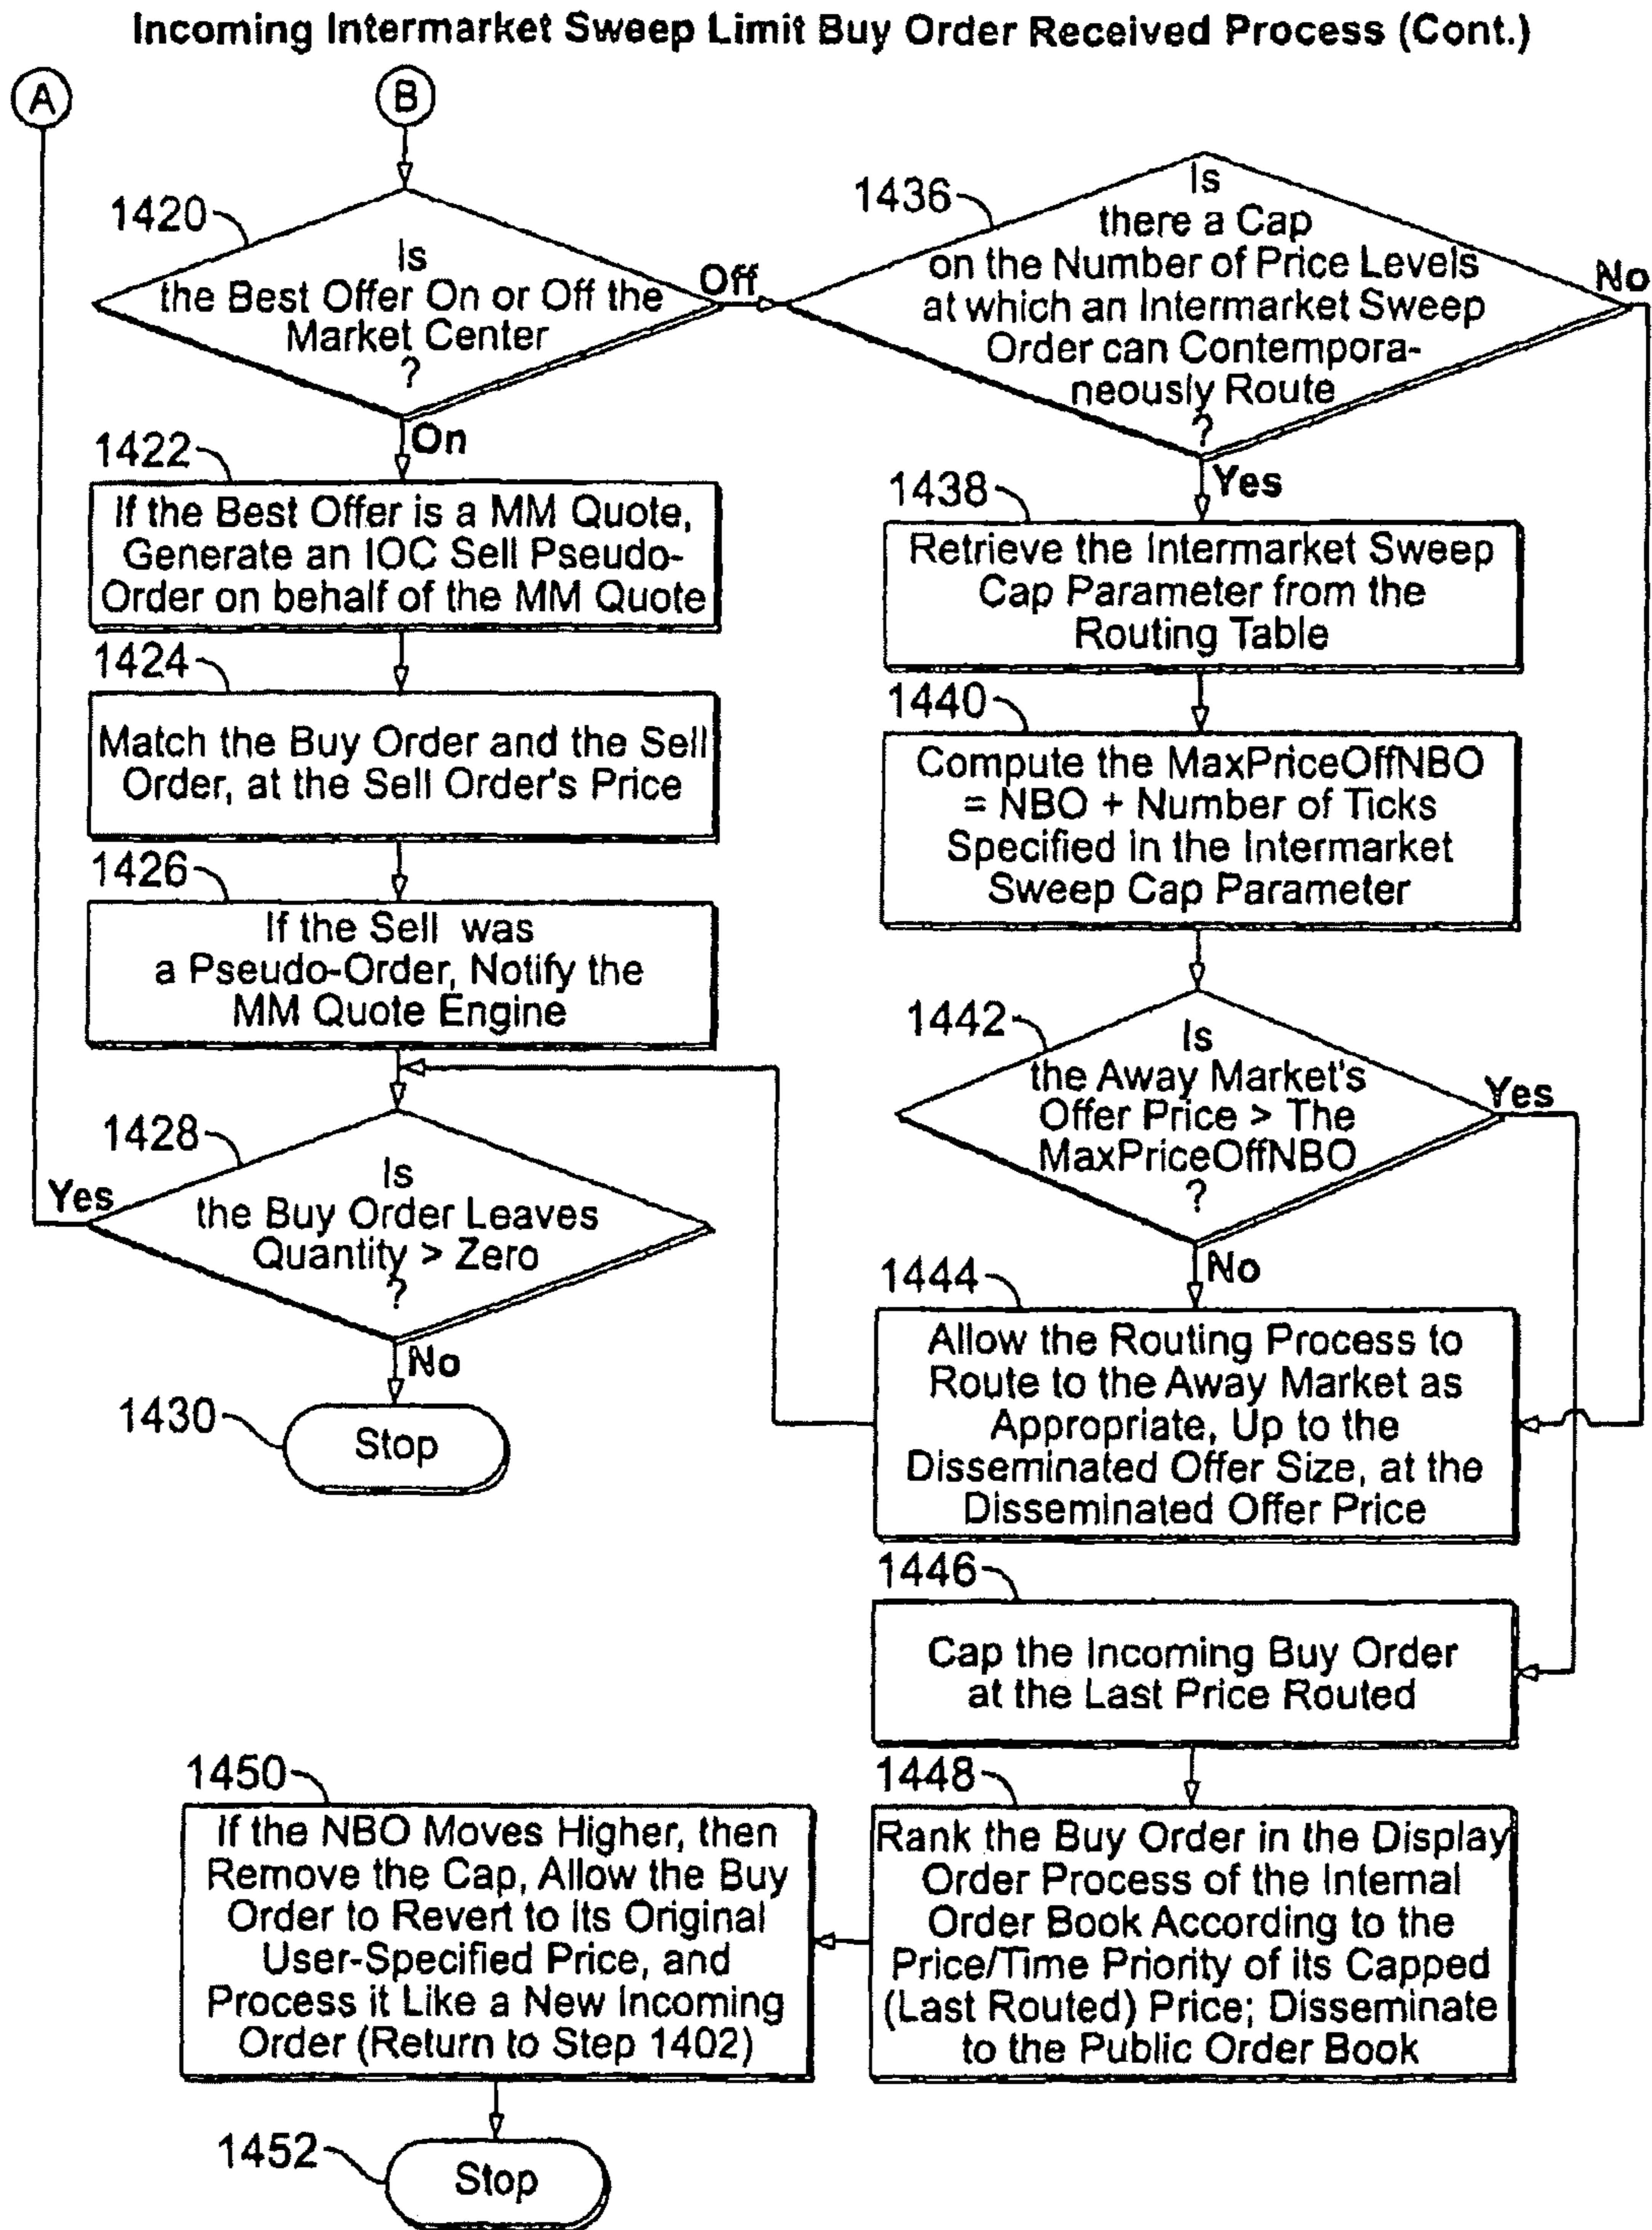 Incoming Intermarket Sweep Limit Buy Order Received Process (Cont.)
A
B
1420
Is
the Best Offer On or Off the
Market Center
?
Off
On
1422
If the Best Offer is a MM Quote,
Generate an IOC Sell Pseudo-
Order on behalf of the MM Quote
1424
Match the Buy Order and the Sell
Order, at the Sell Order's Price
1426
If the Sell was
a Pseudo-Order, Notify the
MM Quote Engine
1428
Is
the Buy Order Leaves
Quantity > Zero
?
Yes
No
1430
Stop
1436
Is
there a Cap
on the Number of Price Levels
at which an Intermarket Sweep
Order can Contempora-
neously Route
?
No
Yes
1438
Retrieve the Intermarket Sweep
Cap Parameter from the
Routing Table
1440
Compute the MaxPriceOffNBO
= NBO + Number of Ticks
Specified in the Intermarket
Sweep Cap Parameter
1442
Is
the Away Market's
Offer Price > The
MaxPriceOffNBO
?
Yes
No
1444
Allow the Routing Process to
Route to the Away Market as
Appropriate, Up to the
Disseminated Offer Size, at the
Disseminated Offer Price
1446
Cap the Incoming Buy Order
at the Last Price Routed
1448
Rank the Buy Order in the Display
Order Process of the Internal
Order Book According to the
Price/Time Priority of its Capped
(Last Routed) Price; Disseminate
to the Public Order Book
1450
If the NBO Moves Higher, then
Remove the Cap, Allow the Buy
Order to Revert to its Original
User-Specified Price, and
Process it Like a New Incoming
Order (Return to Step 1402)
1452
Stop